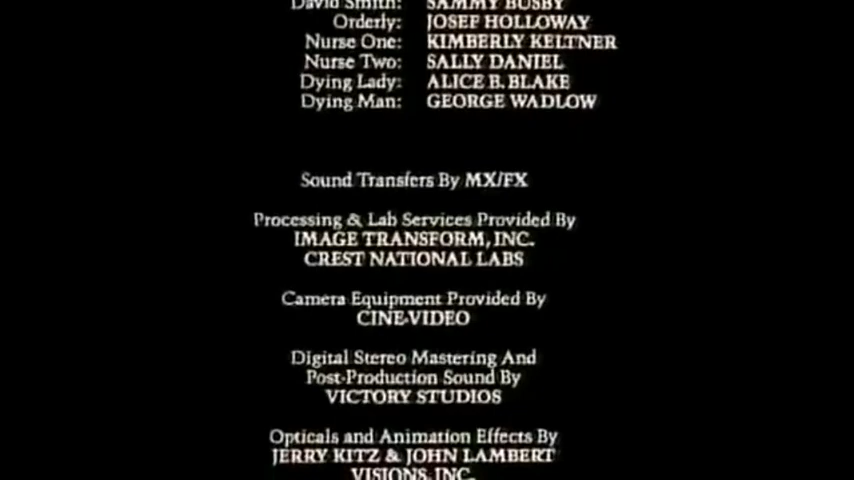 David Smith: SAMMY BUSBY
Orderly: JOSEF HOLLOWAY
Nurse One: KIMBERLY KELTNER
Nurse Two: SALLY DANIEL
Dying Lady: ALICE B. BLAKE
Dying Man: GEORGE WADLOW
Sound Transfers By MX/FX
Processing & Lab Services Provided By
IMAGE TRANSFORM, INC.
CREST NATIONAL LABS
Camera Equipment Provided By
CINE-VIDEO
Digital Stereo Mastering And
Post-Production Sound By
VICTORY STUDIOS
Opticals and Animation Effects By
JERRY KITZ & JOHN LAMBERT
VISIONS, INC.